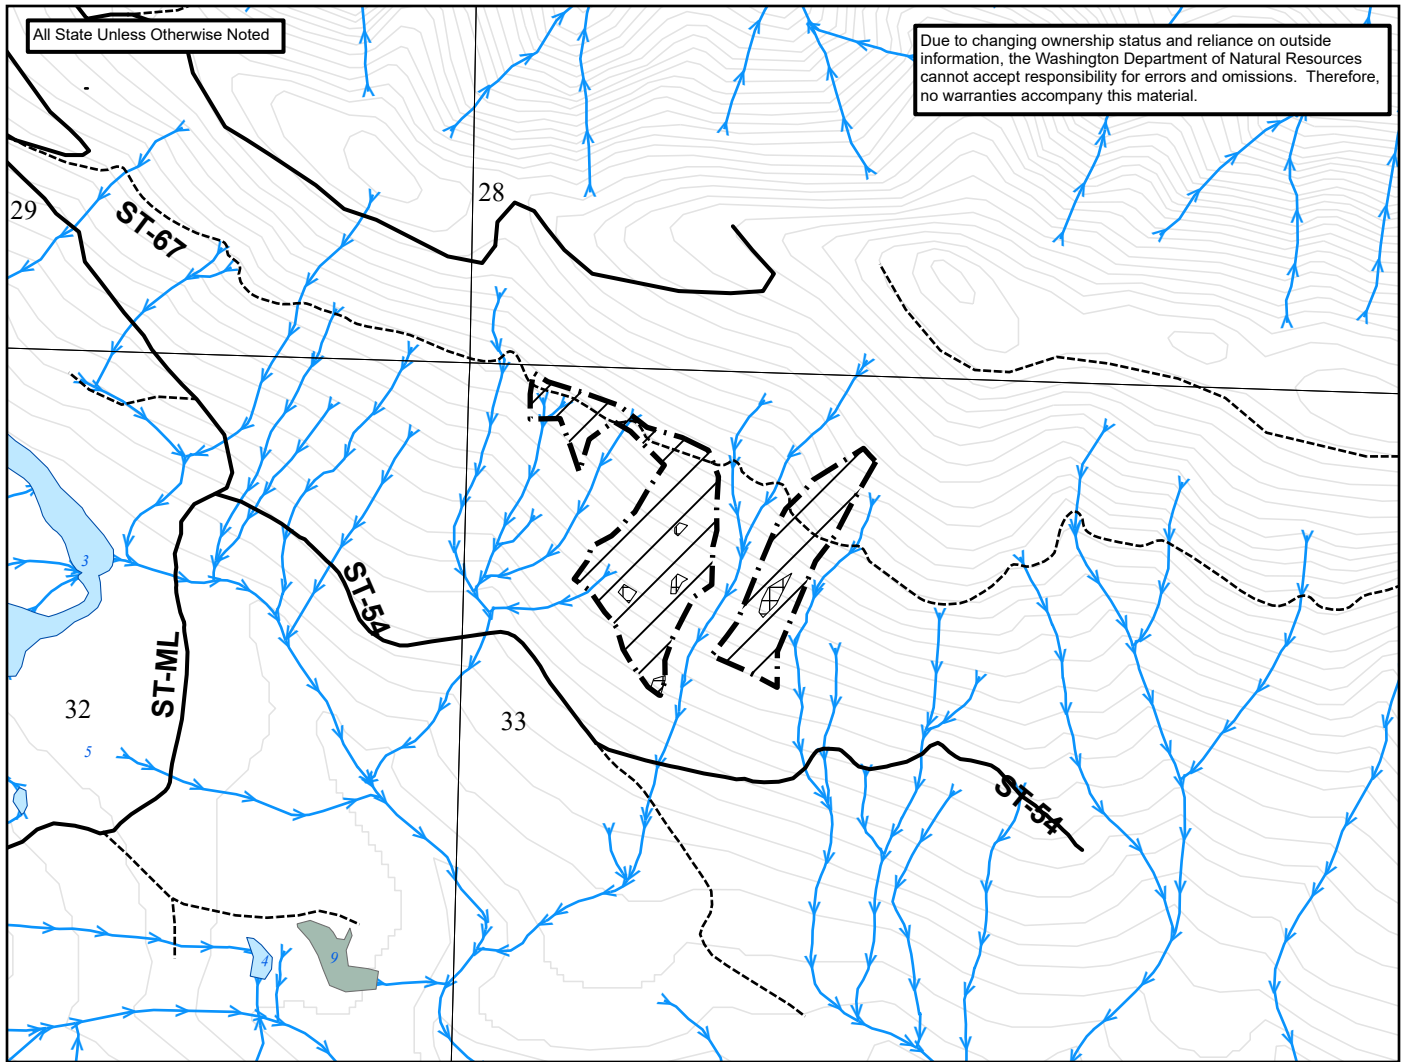 All State Unless Otherwise Noted
Due to changing ownership status and reliance on outside
information, the Washington Department of Natural Resources
cannot accept responsibility for errors and omissions. Therefore,
no warranties accompany this material.
28
29
ST-67
3
ST-54
ST-ML
32
33
5
ST-54
9
4